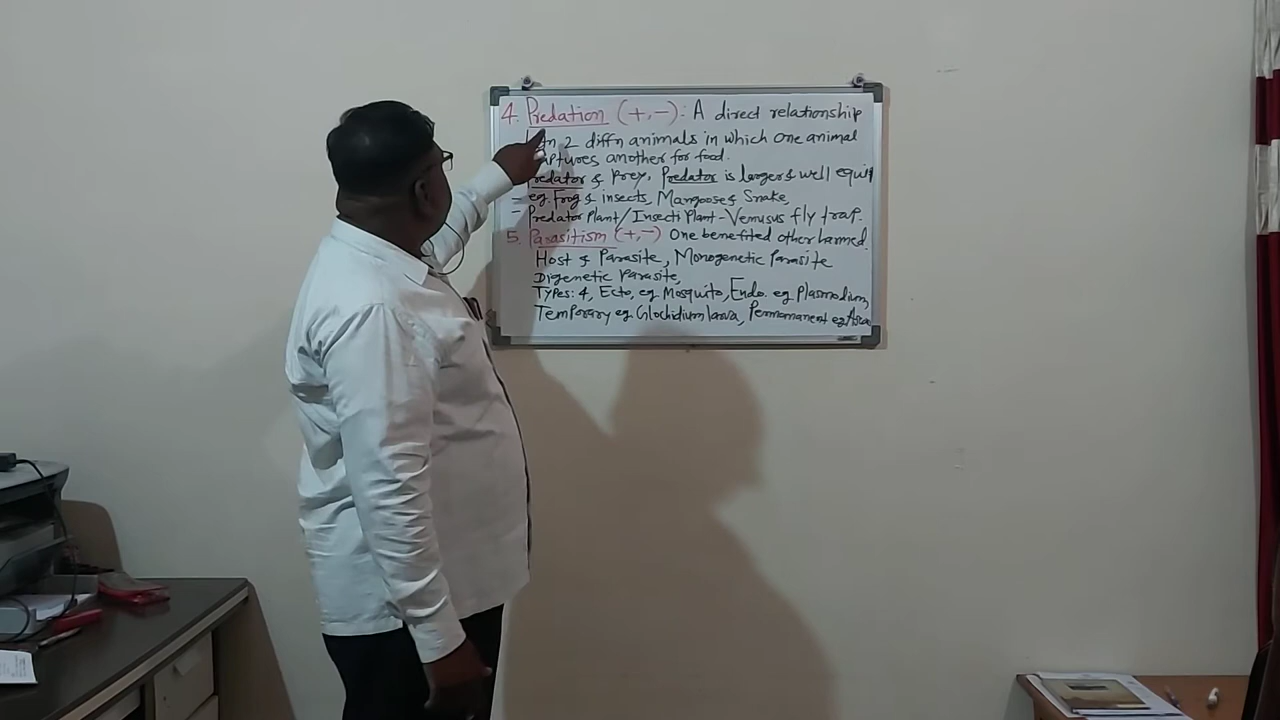 4. Predation (+,-): A direct relationship
2 diffn animals in which one animal
captures another for food.
Predator & Prey, Predator is larger & well equip
- eg. Frog & insects, Mangoose & Snake,
- Predator Plant/Insecti Plant - Venusus fly trap.
5. Parasitism (+,-) One benefited other harmed.
Host & Parasite, Monogenetic Parasite
Digenetic Parasite,
Types: 4, Ecto, eg Mosquito, Endo. eg Plasmodium,
Temporary eg. Glochidium larva, Permomanent eg